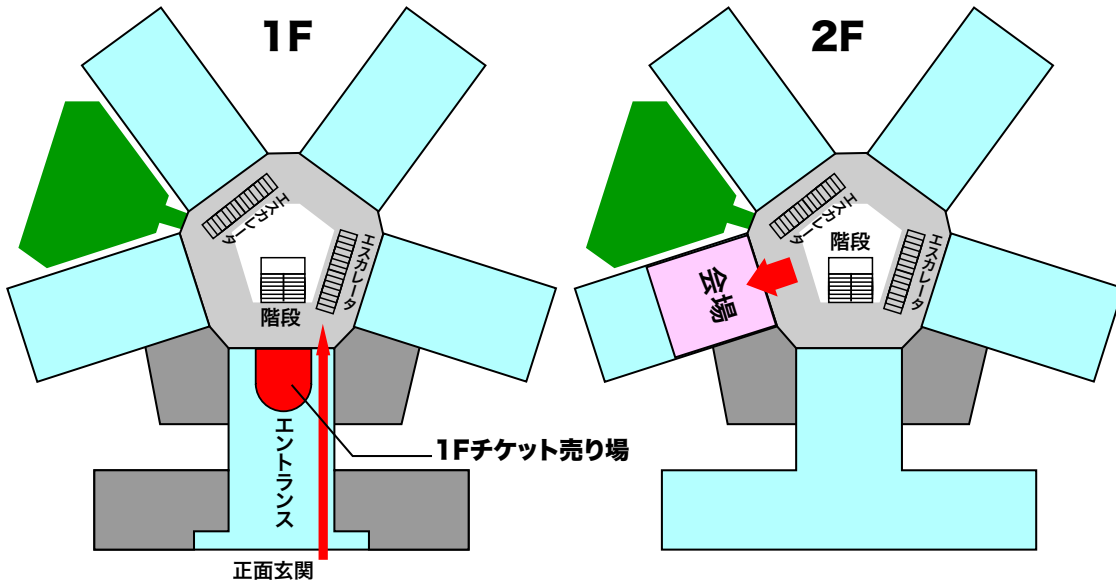 1F
エスカレータ
エスカレータ
階段
1Fチケット売り場
エントランス
正面玄関
2F
エスカレータ
階段
エスカレータ
会場